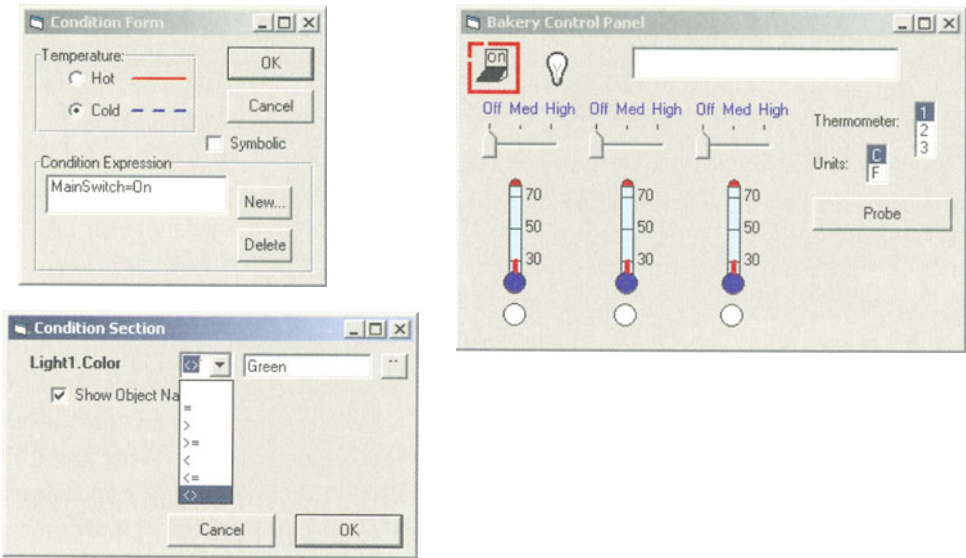 Condition Form
Temperature:
Hot
Cold
OK
Cancel
Symbolic
Condition Expression
MainSwitch=On
New...
Delete
Condition Section
Light1.Color
<>
Green
..
Show Object Na
=
>
>=
<
<=
<>
Cancel
OK
Bakery Control Panel
On
Off Med High
Off Med High
Off Med High
70
50
30
70
50
30
70
50
30
Thermometer:
1
2
3
Units:
C
F
Probe